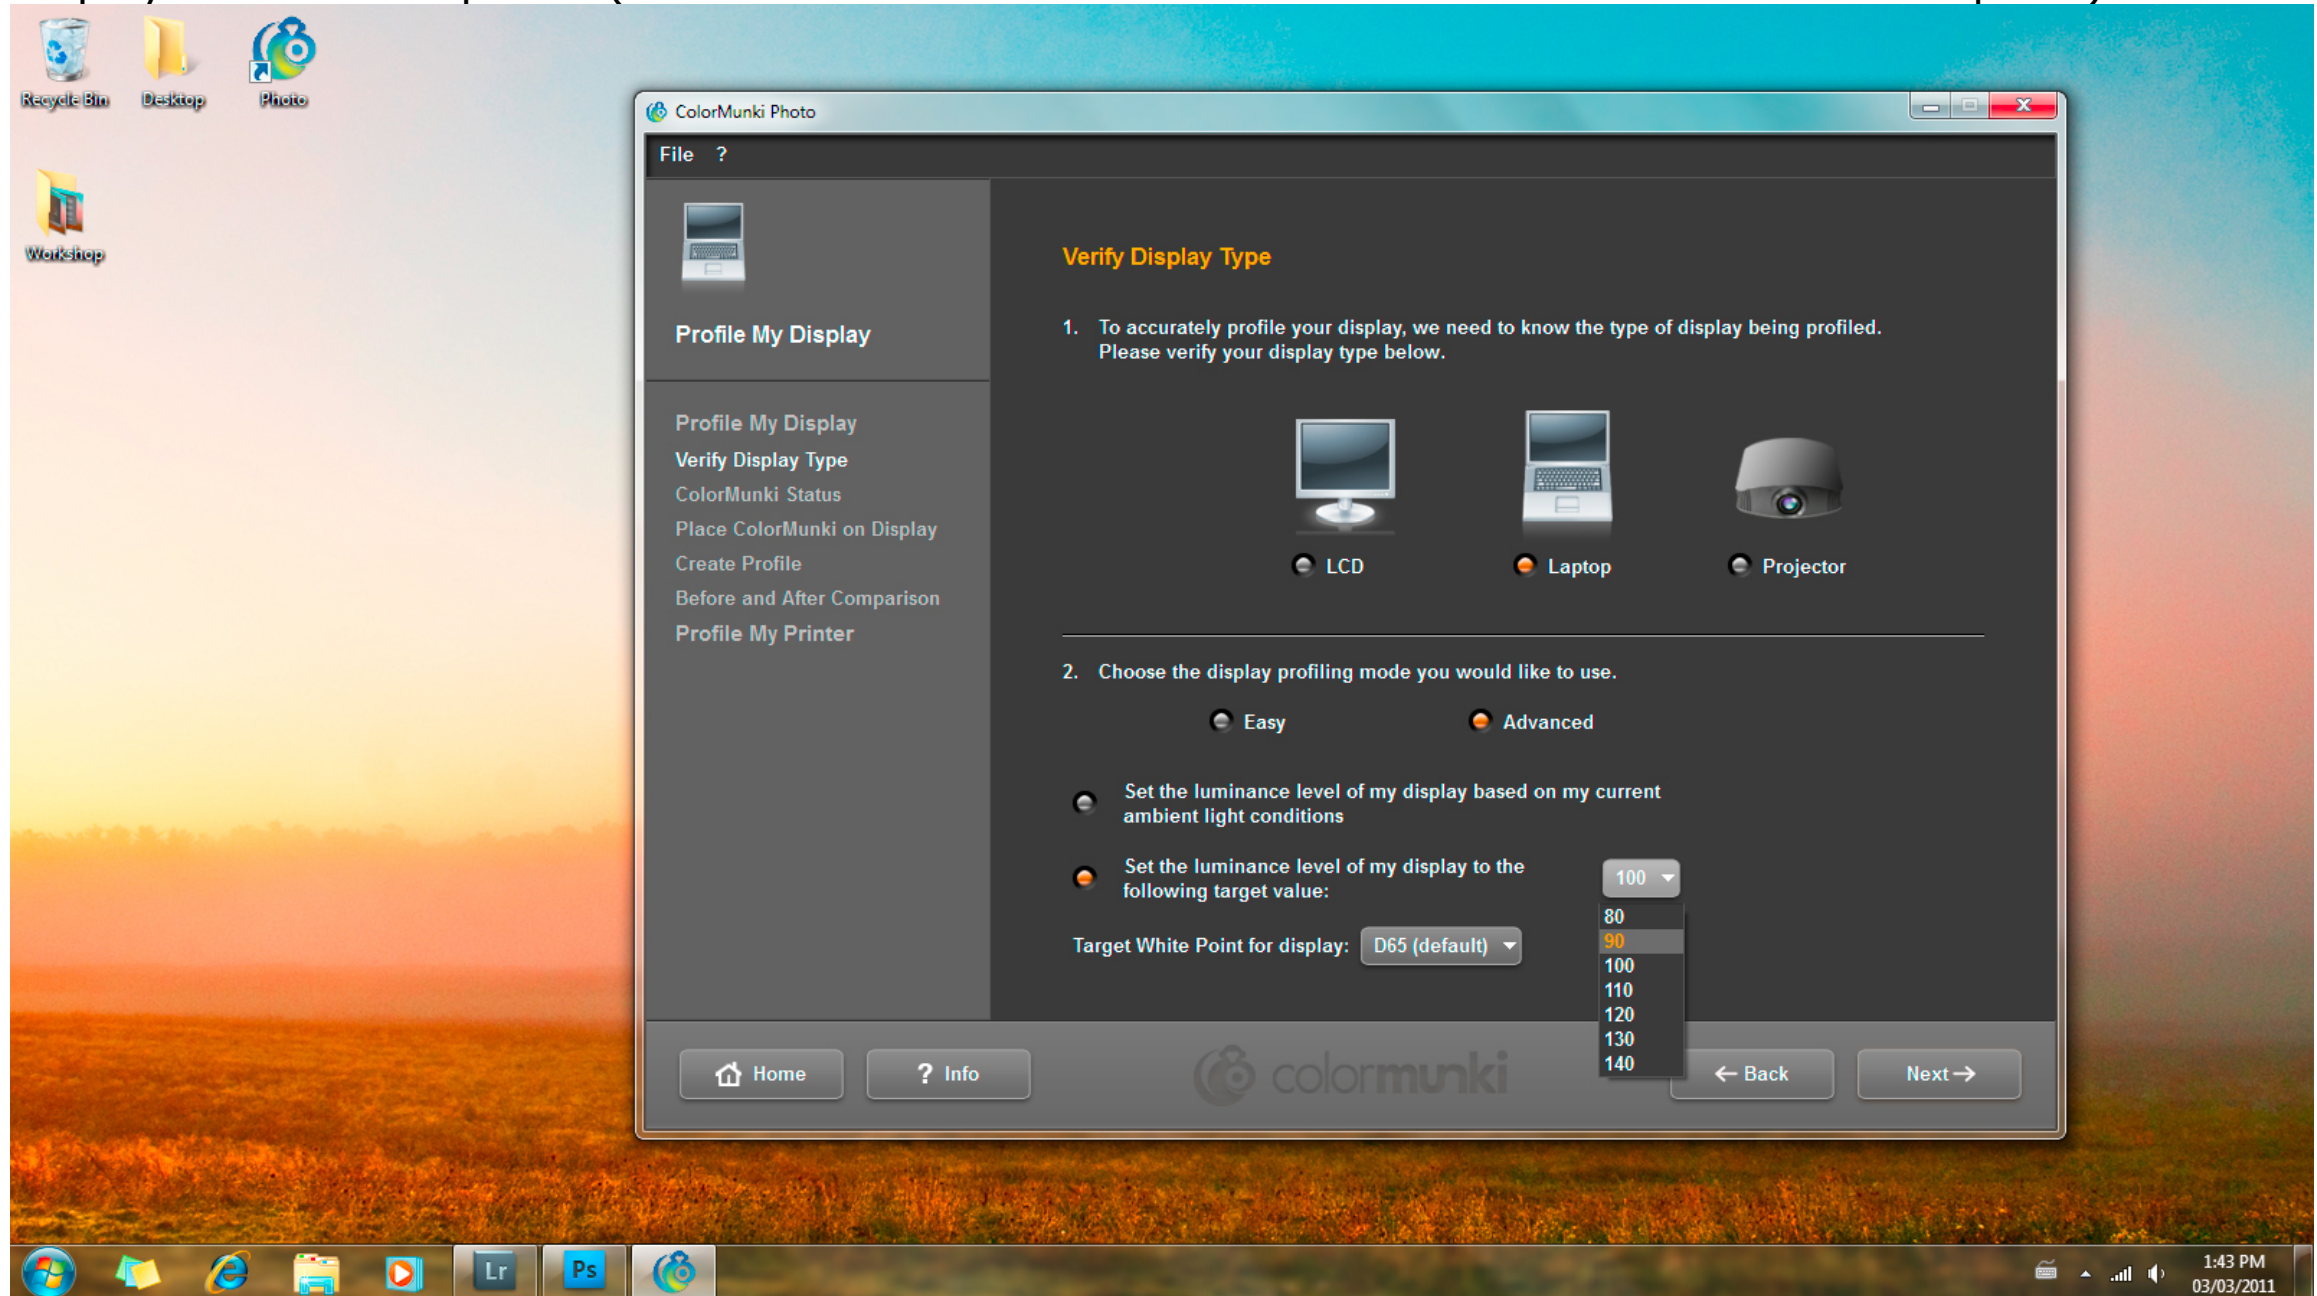 Recycle Bin
Desktop
Photo
Workshop
ColorMunki Photo
File ?
Profile My Display
Profile My Display
Verify Display Type
ColorMunki Status
Place ColorMunki on Display
Create Profile
Before and After Comparison
Profile My Printer
Verify Display Type
1. To accurately profile your display, we need to know the type of display being profiled.
Please verify your display type below.
LCD
Laptop
Projector
2. Choose the display profiling mode you would like to use.
Easy
Advanced
Set the luminance level of my display based on my current
ambient light conditions
Set the luminance level of my display to the
following target value:
100
80
90
100
110
120
130
140
Target White Point for display: D65 (default)
Home
? Info
colormunki
Back
Next
Lr
Ps
1:43 PM
03/03/2011